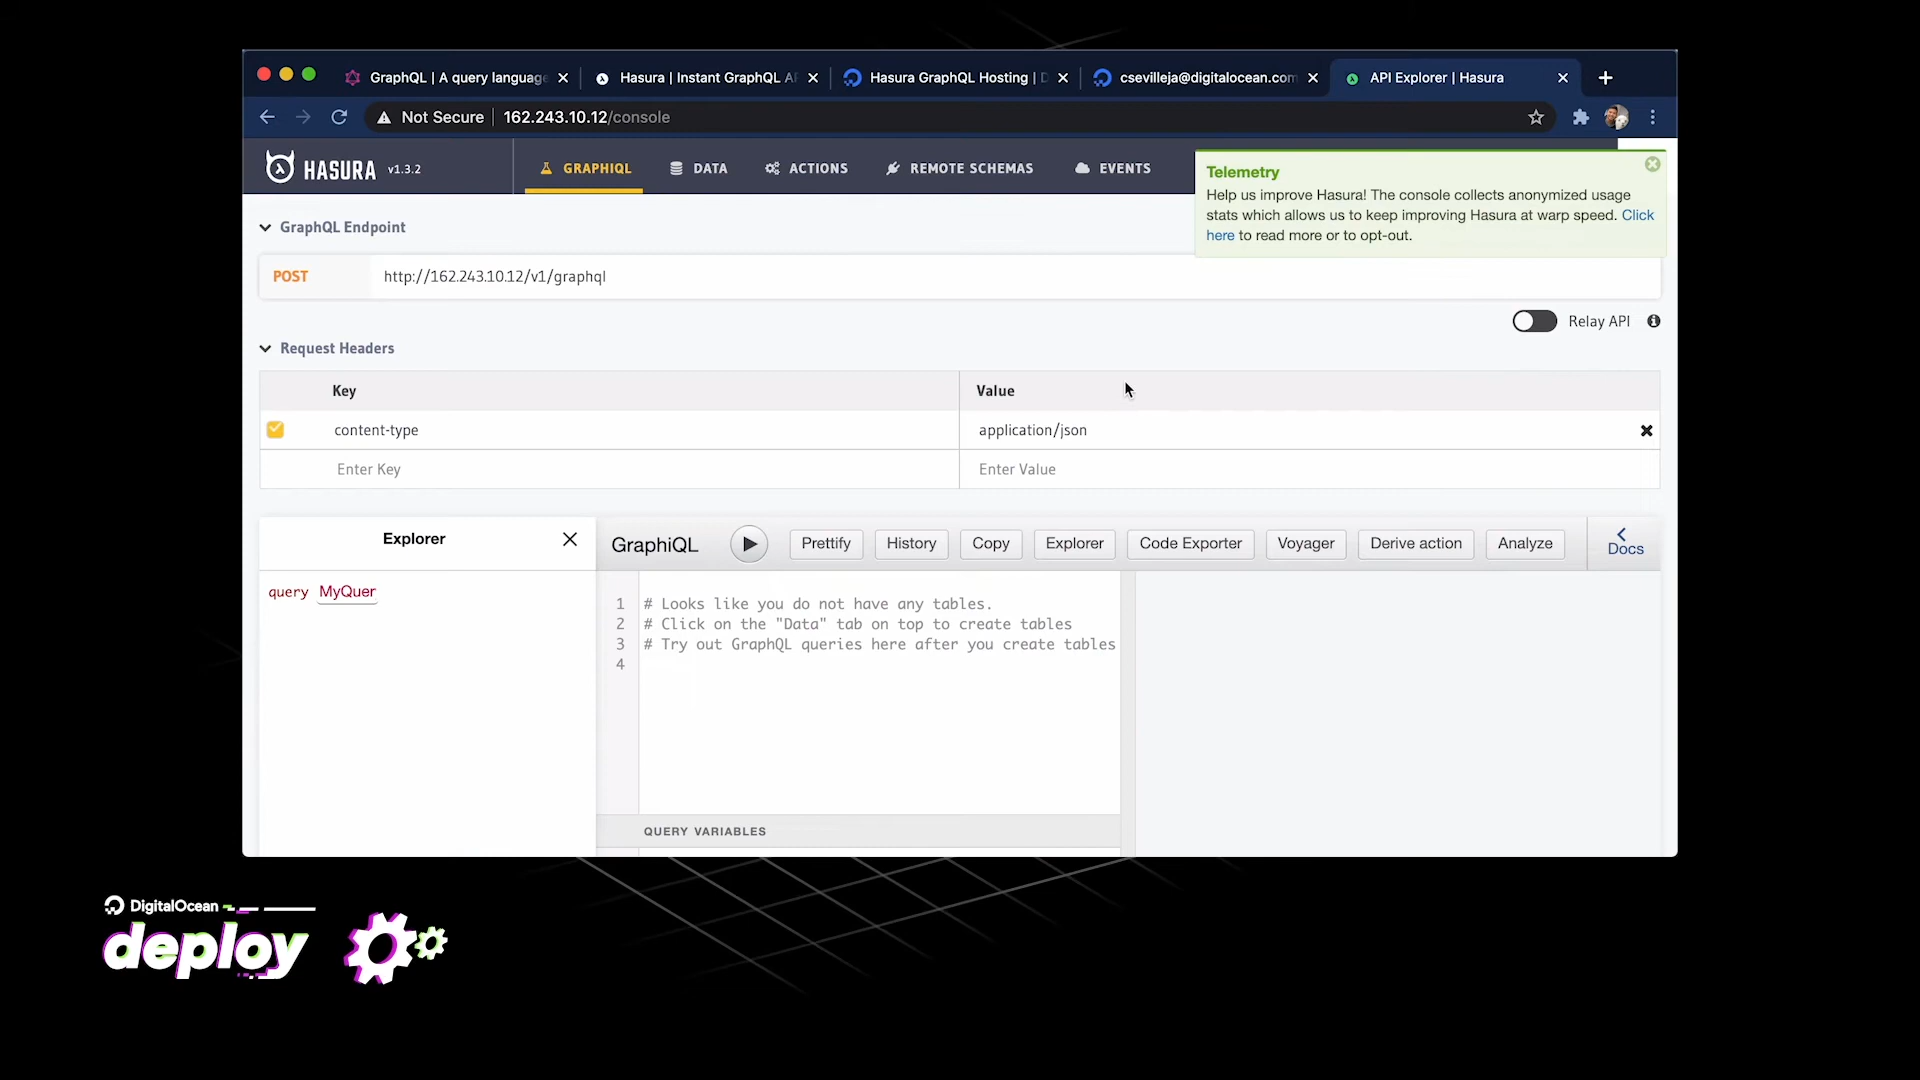 GraphQL | A query language
Hasura | Instant GraphQL AP
Hasura GraphQL Hosting | D
csevilleja@digitalocean.com
API Explorer | Hasura
Not Secure
162.243.10.12/console
HASURA v1.3.2
GRAPHIQL
DATA
ACTIONS
REMOTE SCHEMAS
EVENTS
Telemetry
Help us improve Hasura! The console collects anonymized usage
stats which allows us to keep improving Hasura at warp speed. Click
here to read more or to opt-out.
GraphQL Endpoint
POST
http://162.243.10.12/v1/graphql
Relay API
Request Headers
Key
Value
content-type
application/json
Enter Key
Enter Value
Explorer
GraphiQL
Prettify
History
Copy
Explorer
Code Exporter
Voyager
Derive action
Analyze
Docs
query MyQuer
1 # Looks like you do not have any tables.
2 # Click on the "Data" tab on top to create tables
3 # Try out GraphQL queries here after you create tables
4
QUERY VARIABLES
DigitalOcean
deploy